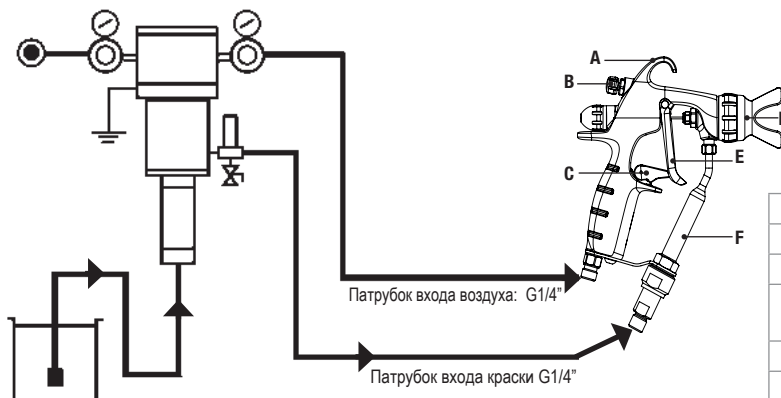 A
B
E
C
F
Патрубок входа воздуха: G1/4”
Патрубок входа краски G1/4”